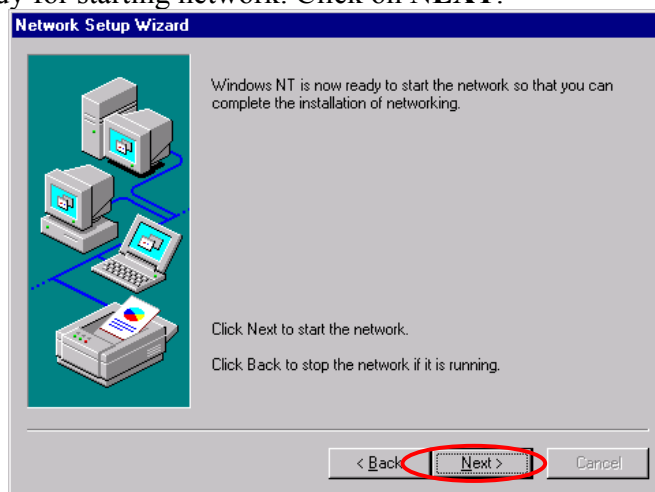 dy for starting network. Click on NEXT.
Network Setup Wizard
Windows NT is now ready to start the network so that you can
complete the installation of networking.
Click Next to start the network.
Click Back to stop the network if it is running.
< Back
Next >
Cancel